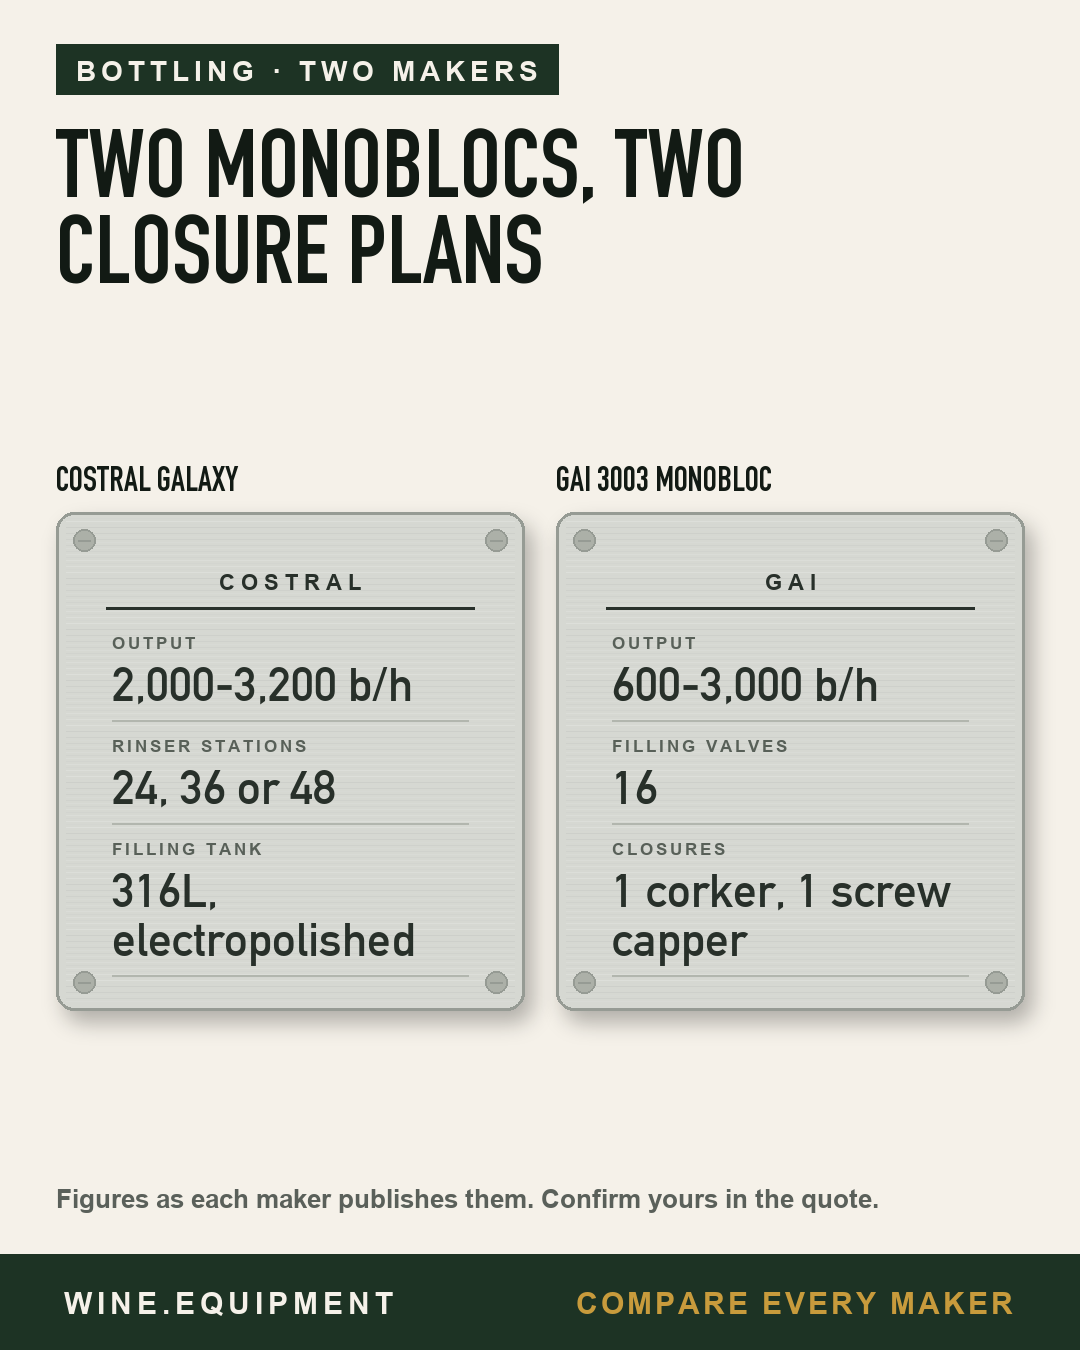 BOTTLING · TWO MAKERS
TWO MONOBLOCS, TWO
CLOSURE PLANS
COSTRAL GALAXY
COSTRAL
OUTPUT
2,000-3,200 b/h
RINSER STATIONS
24, 36 or 48
FILLING TANK
316L,
electropolished
GAI 3003 MONOBLOC
GAI
OUTPUT
600-3,000 b/h
FILLING VALVES
16
CLOSURES
1 corker, 1 screw
capper
Figures as each maker publishes them. Confirm yours in the quote.
WINE.EQUIPMENT
COMPARE EVERY MAKER